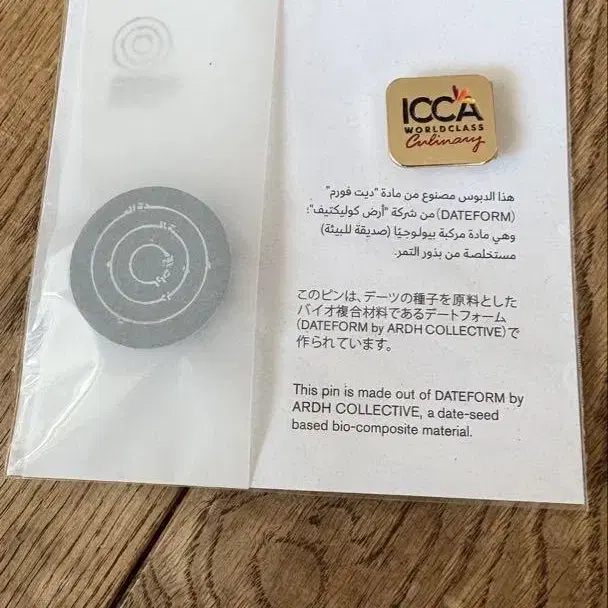 ICCA
WORLDCLASS
Culinary
هذا الدبوس مصنوع من مادة "ديت فورم"
(DATEFORM) من شركة "أرض كوليكتيف"؛
وهي مادة مركبة بيولوجيًا (صديقة للبيئة)
مستخلصة من بذور التمر.
このピンは、デーツの種子を原料とした
バイオ複合材料であるデートフォーム
(DATEFORM by ARDH COLLECTIVE)で
作られています。
This pin is made out of DATEFORM by
ARDH COLLECTIVE, a date-seed
based bio-composite material.